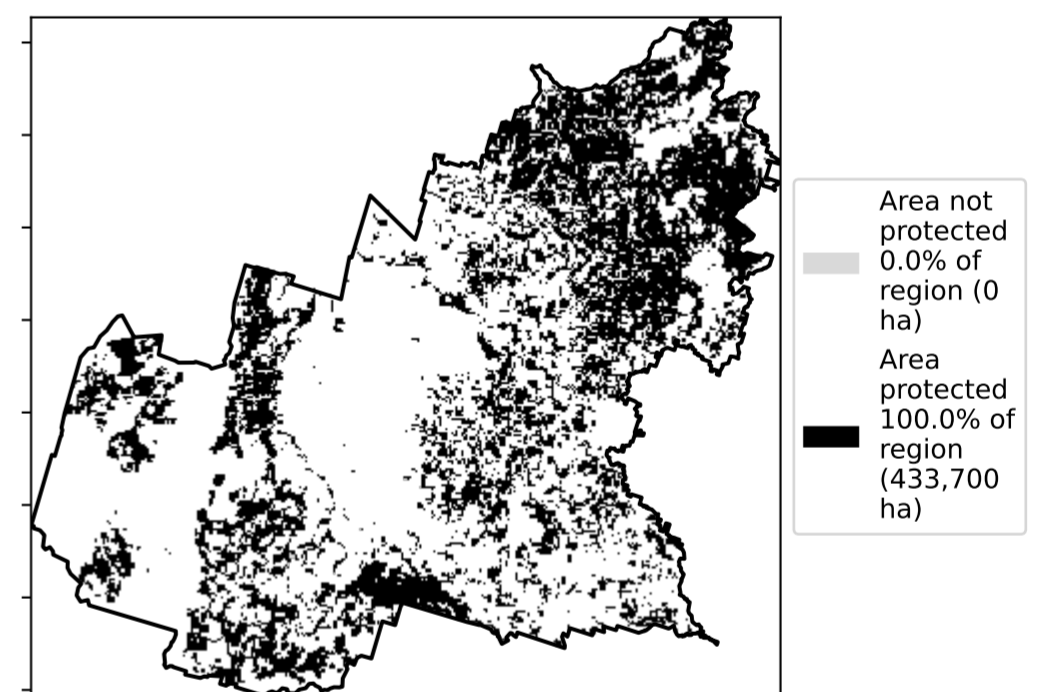 Area not
protected
0.0% of
region (0
ha)
Area
protected
100.0% of
region
(433,700
ha)